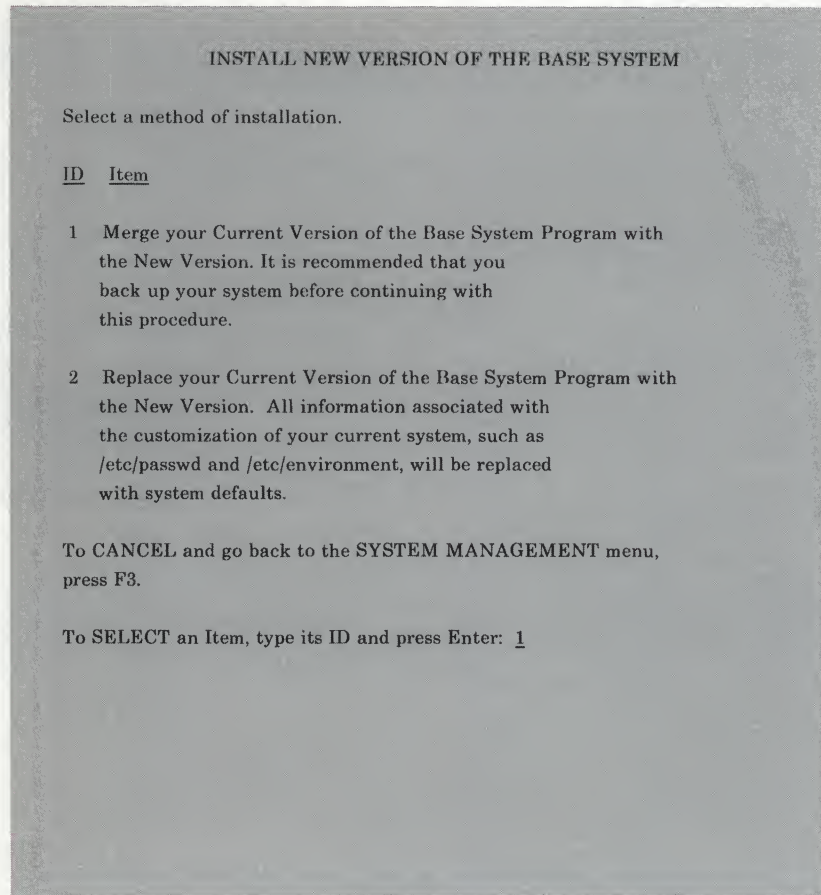 INSTALL NEW VERSION OF THE BASE SYSTEM
Select a method of installation.
ID Item
1 Merge your Current Version of the Base System Program with
the New Version. It is recommended that you
back up your system before continuing with
this procedure.
2 Replace your Current Version of the Base System Program with
the New Version. All information associated with
the customization of your current system, such as
/etc/passwd and /etc/environment, will be replaced
with system defaults.
To CANCEL and go back to the SYSTEM MANAGEMENT menu,
press F3.
To SELECT an Item, type its ID and press Enter: 1